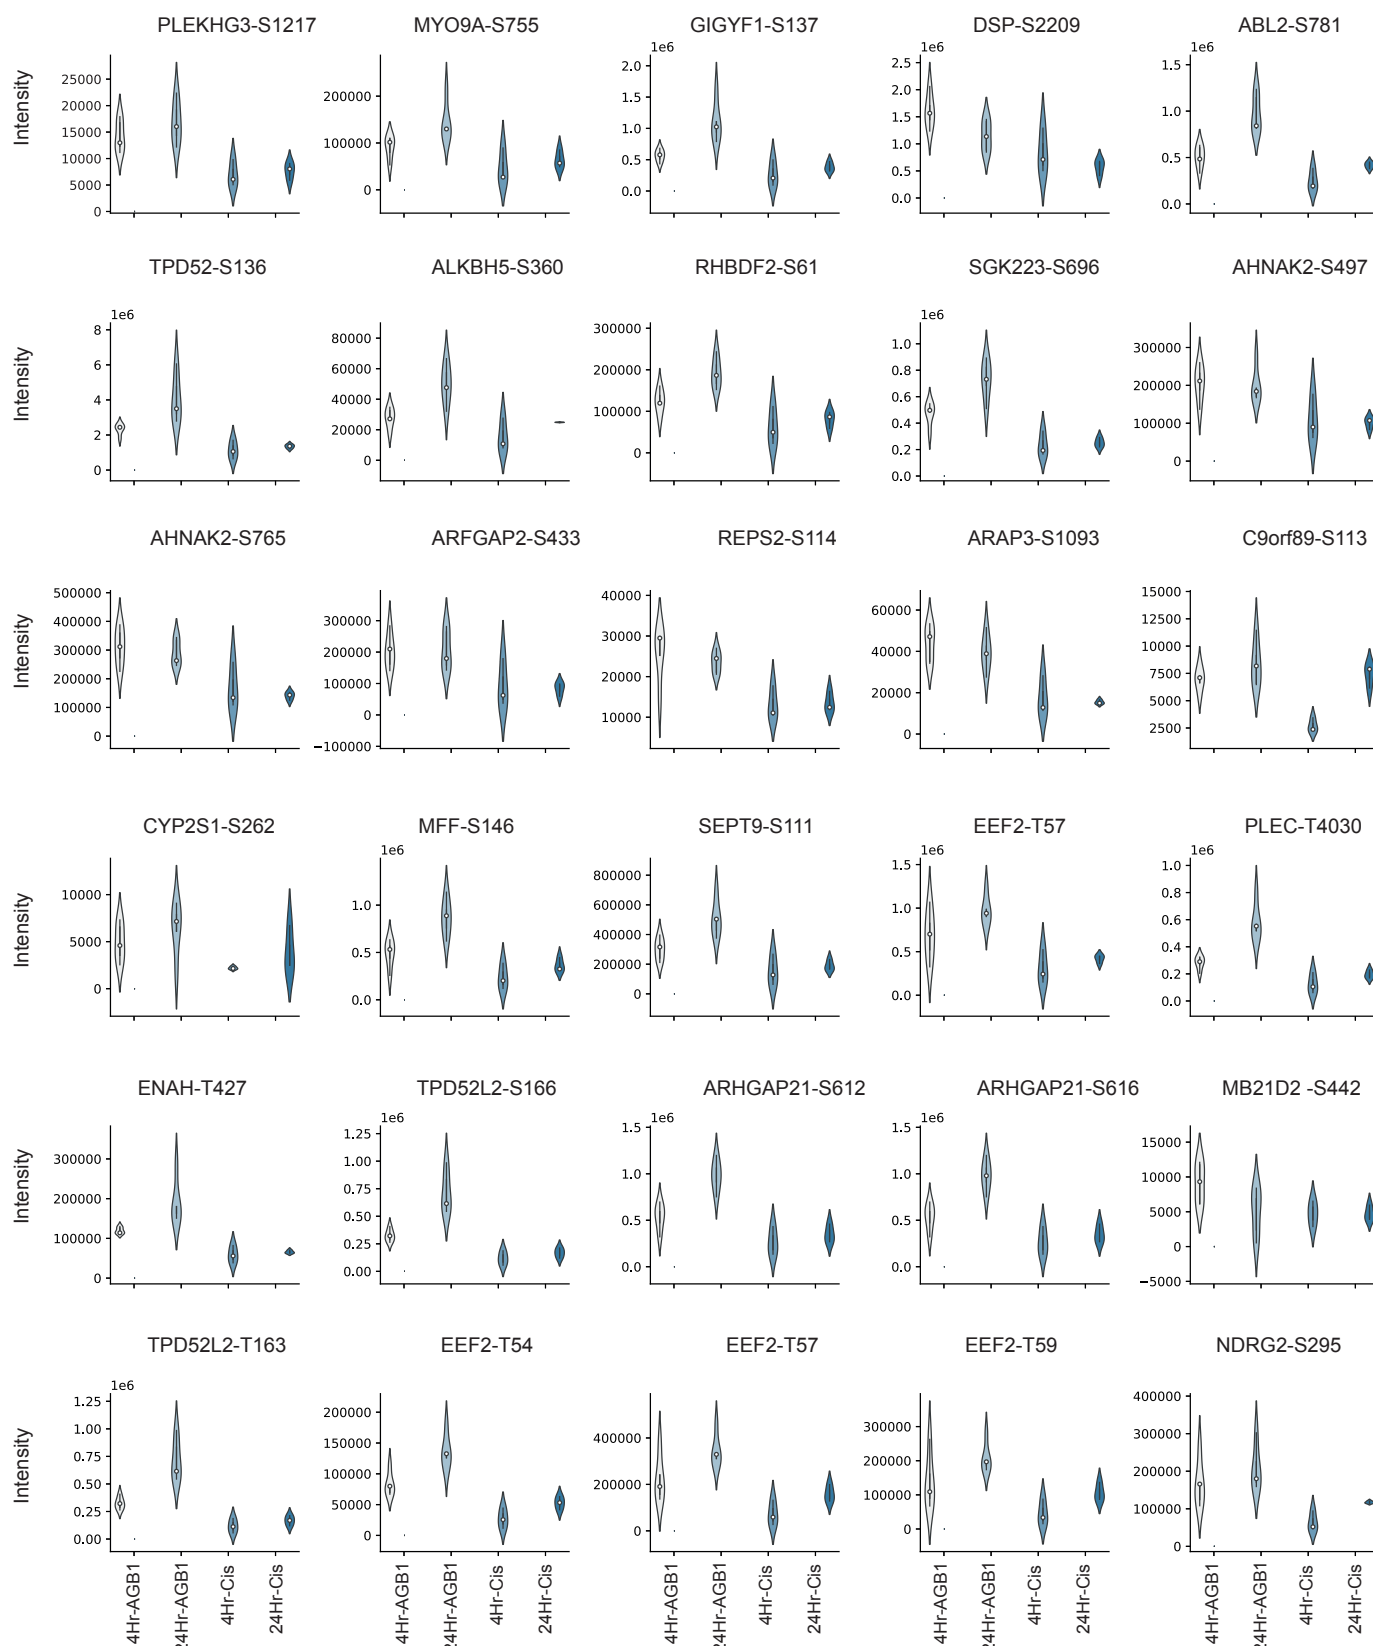 PLEKHG3-S1217 MYO9A-S755 GIGYF1-S137 DSP-S2209 ABL2-S781
1e6 1e6 1e6
Intensity
25000 20000 15000 10000 5000 0
200000 100000 0
2.0 1.5 1.0 0.5 0.0
2.5 2.0 1.5 1.0 0.5 0.0
1.5 1.0 0.5 0.0
TPD52-S136 ALKBH5-S360 RHBDF2-S61 SGK223-S696 AHNAK2-S497
1e6 1e6
Intensity
8 6 4 2 0
80000 60000 40000 20000 0
300000 200000 100000 0
1.0 0.8 0.6 0.4 0.2 0.0
300000 200000 100000 0
AHNAK2-S765 ARFGAP2-S433 REPS2-S114 ARAP3-S1093 C9orf89-S113
Intensity
500000 400000 300000 200000 100000 0
300000 200000 100000 0 −100000
40000 30000 20000 10000
60000 40000 20000 0
15000 12500 10000 7500 5000 2500
CYP2S1-S262 MFF-S146 SEPT9-S111 EEF2-T57 PLEC-T4030
1e6 1e6 1e6
Intensity
10000 5000 0
1.0 0.5 0.0
800000 600000 400000 200000 0
1.5 1.0 0.5 0.0
1.0 0.8 0.6 0.4 0.2 0.0
ENAH-T427 TPD52L2-S166 ARHGAP21-S612 ARHGAP21-S616 MB21D2 -S442
1e6 1e6 1e6
Intensity
300000 200000 100000 0
1.25 1.00 0.75 0.50 0.25 0.00
1.5 1.0 0.5 0.0
1.5 1.0 0.5 0.0
15000 10000 5000 0 −5000
TPD52L2-T163 EEF2-T54 EEF2-T57 EEF2-T59 NDRG2-S295
1e6
Intensity
1.25 1.00 0.75 0.50 0.25 0.00
200000 150000 100000 50000 0
400000 200000 0
300000 200000 100000 0
400000 300000 200000 100000 0
4Hr-AGB1 24Hr-AGB1 4Hr-Cis 24Hr-Cis
4Hr-AGB1 24Hr-AGB1 4Hr-Cis 24Hr-Cis
4Hr-AGB1 24Hr-AGB1 4Hr-Cis 24Hr-Cis
4Hr-AGB1 24Hr-AGB1 4Hr-Cis 24Hr-Cis
4Hr-AGB1 24Hr-AGB1 4Hr-Cis 24Hr-Cis